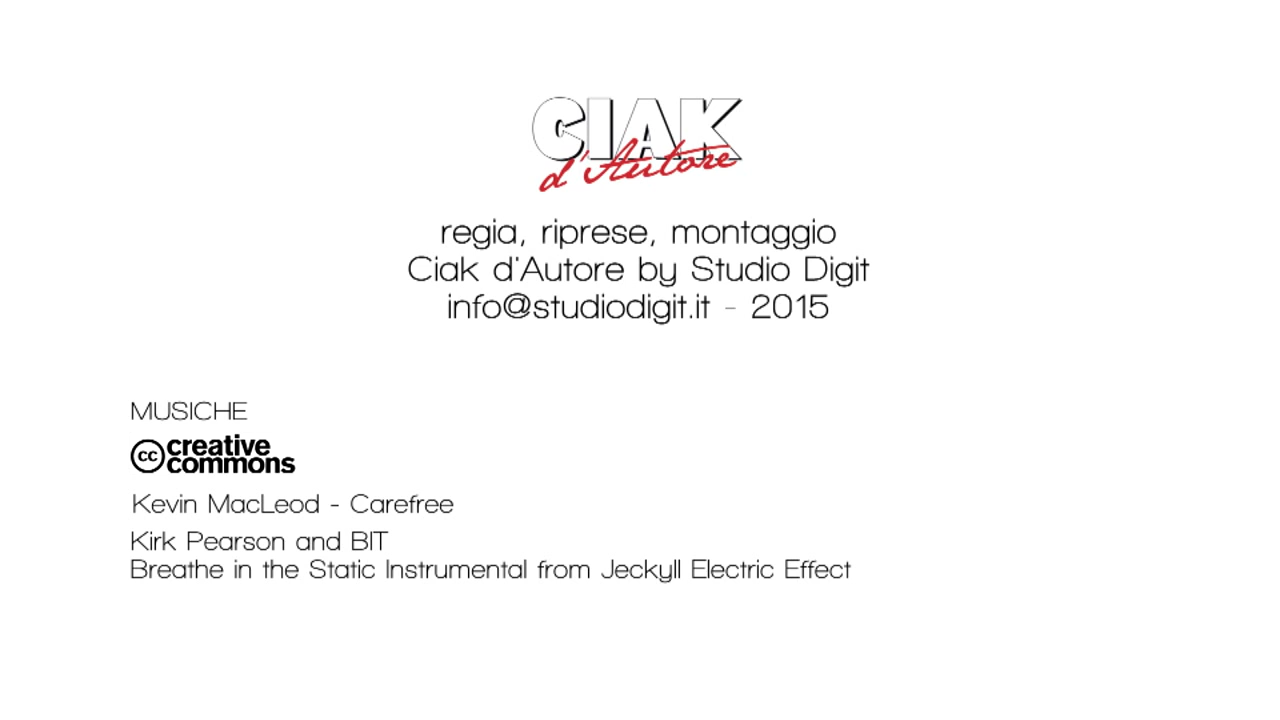 CIAK
d'Autore
regia, riprese, montaggio
Ciak d'Autore by Studio Digit
info@studiodigit.it - 2015
MUSICHE
cc creative
commons
Kevin MacLeod - Carefree
Kirk Pearson and BIT
Breathe in the Static Instrumental from Jeckyll Electric Effect